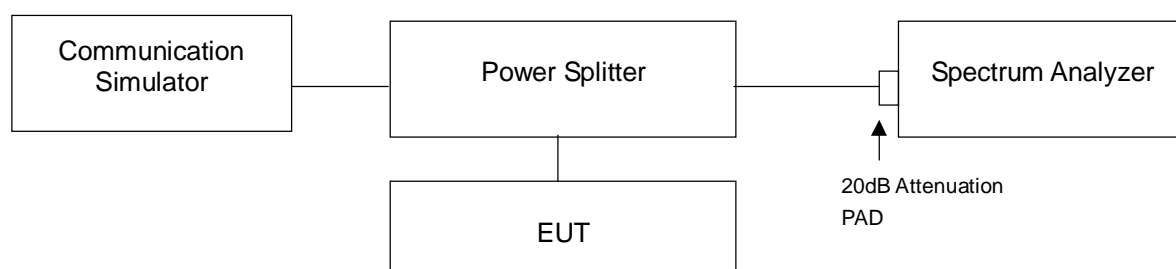 Communication
Simulator
Power Splitter
Spectrum Analyzer
20dB Attenuation
PAD
EUT